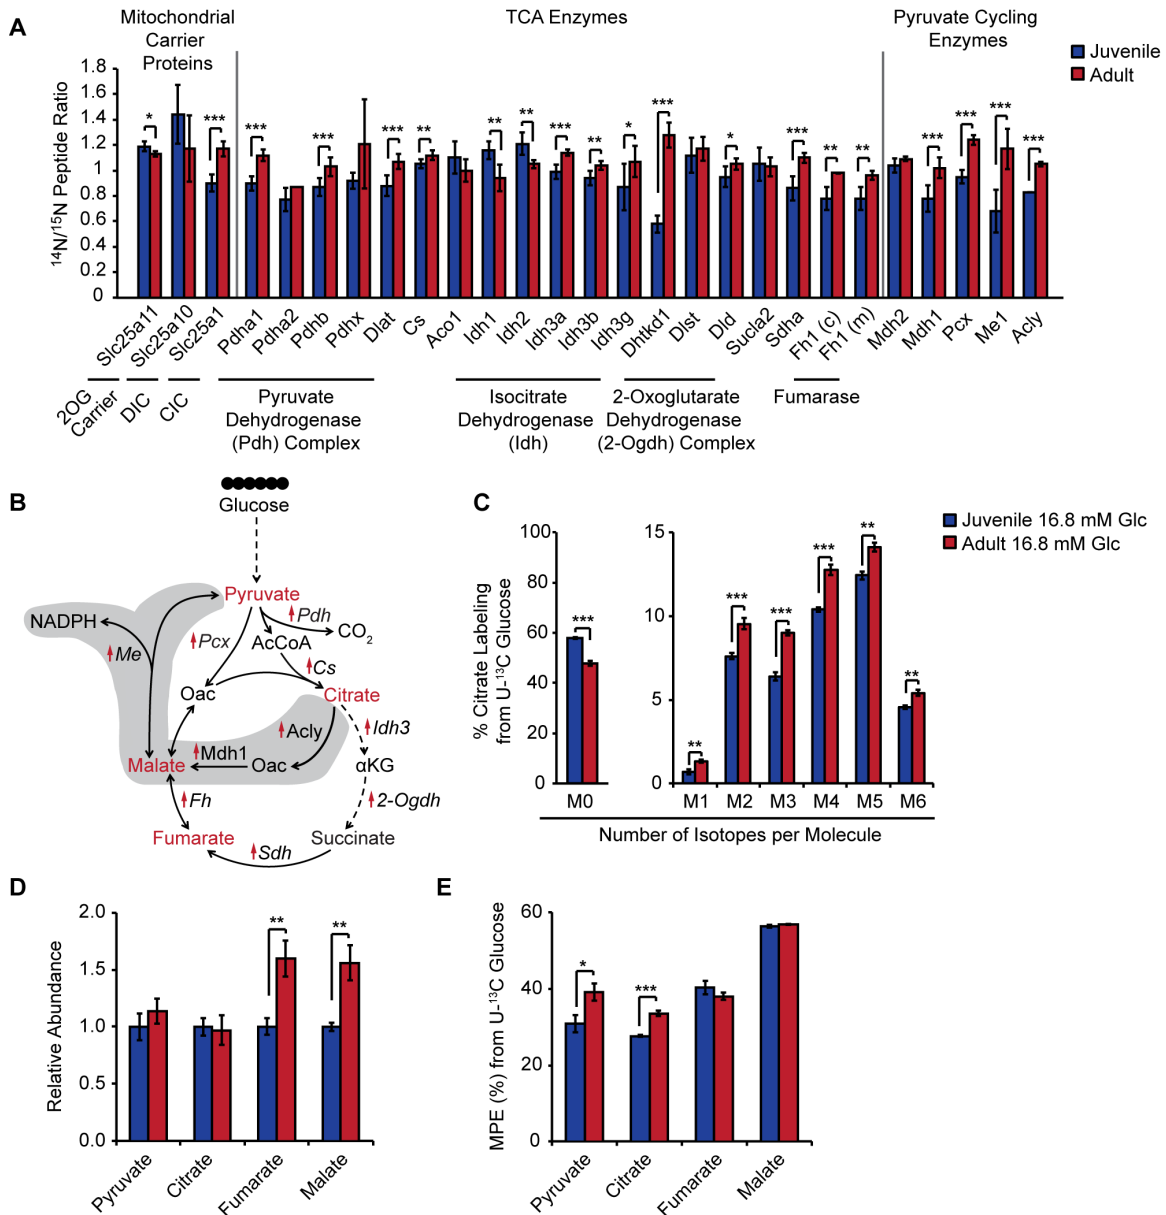 A
Mitochondrial
Carrier
Proteins
TCA Enzymes
Pyruvate Cycling
Enzymes
Juvenile
Adult
¹⁴N/¹⁵N Peptide Ratio
1.8
1.6
1.4
1.2
1
0.8
0.6
0.4
0.2
0
* *** *** *** *** ** ** ** *** ** * *** * *** ** ** *** *** *** ***
Slc25a11 Slc25a10 Slc25a1 Pdha1 Pdha2 Pdhb Pdhx Dlat Cs Aco1 Idh1 Idh2 Idh3a Idh3b Idh3g Dhtkd1 Dlst Dld Sucla2 Sdha Fh1 (c) Fh1 (m) Mdh2 Mdh1 Pcx Me1 Acly
2OG
Carrier
DIC
CIC
Pyruvate
Dehydrogenase
(Pdh) Complex
Isocitrate
Dehydrogenase
(Idh)
2-Oxoglutarate
Dehydrogenase
(2-Ogdh) Complex
Fumarase
B
Glucose
Pyruvate
NADPH
Pdh
CO₂
Pcx
Me
AcCoA
Cs
Oac
Citrate
Acly
Idh3
Mdh1
Malate
Oac
αKG
Fh
2-Ogdh
Fumarate
Succinate
Sdh
C
Juvenile 16.8 mM Glc
Adult 16.8 mM Glc
% Citrate Labeling
from U-¹³C Glucose
100
80
60
40
20
0
***
M0
15
10
5
0
** *** *** *** ** **
M1 M2 M3 M4 M5 M6
Number of Isotopes per Molecule
D
Relative Abundance
2.0
1.5
1.0
0.5
0.0
** **
Pyruvate Citrate Fumarate Malate
E
MPE (%) from U-¹³C Glucose
60
40
20
0
* ***
Pyruvate Citrate Fumarate Malate